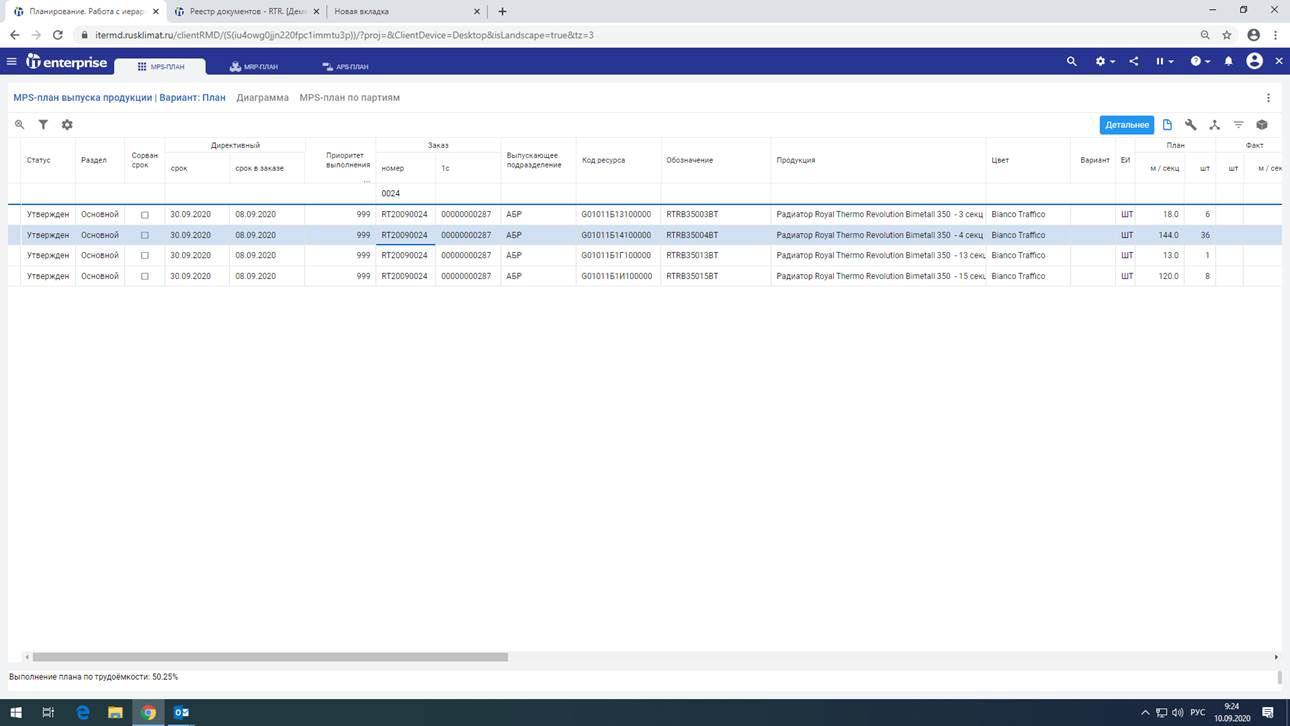 Планирование. Работа с иерар
Реестр документов - RTR. [Дем
Новая вкладка
itermd.rusklimat.ru/clientRMD/(S(iu4owg0jjn220fpc1immtu3p))/?proj=&ClientDevice=Desktop&isLandscape=true&tz=3
it enterprise
MPS-ПЛАН
MRP-ПЛАН
APS-ПЛАН
MPS-план выпуска продукции | Вариант: План Диаграмма MPS-план по партиям
Детальнее
Статус Раздел Сорван срок Директивный срок срок в заказе Приоритет выполнения ... Заказ номер 1с Выпускающее подразделение Код ресурса Обозначение Продукция Цвет Вариант ЕИ План м / секц шт Факт шт м / сек
0024
Утвержден Основной 30.09.2020 08.09.2020 999 RT20090024 00000000287 АБР G01011Б13100000 RTRB35003BT Радиатор Royal Thermo Revolution Bimetall 350 - 3 секц Bianco Traffico ШТ 18.0 6
Утвержден Основной 30.09.2020 08.09.2020 999 RT20090024 00000000287 АБР G01011Б14100000 RTRB35004BT Радиатор Royal Thermo Revolution Bimetall 350 - 4 секц Bianco Traffico ШТ 144.0 36
Утвержден Основной 30.09.2020 08.09.2020 999 RT20090024 00000000287 АБР G01011Б1Г100000 RTRB35013BT Радиатор Royal Thermo Revolution Bimetall 350 - 13 секц Bianco Traffico ШТ 13.0 1
Утвержден Основной 30.09.2020 08.09.2020 999 RT20090024 00000000287 АБР G01011Б1И100000 RTRB35015BT Радиатор Royal Thermo Revolution Bimetall 350 - 15 секц Bianco Traffico ШТ 120.0 8
Выполнение плана по трудоёмкости: 50.25%
РУС
9:24
10.09.2020